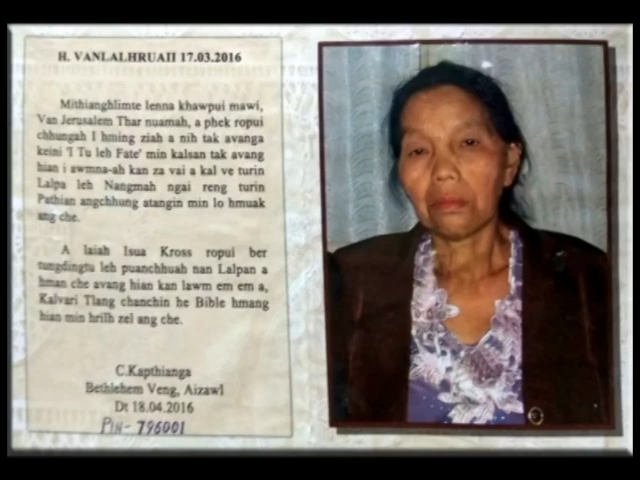 H. VANLALHRUAII 17.03.2016
Mithianghlimte lenna khawpui mawi,
Van Jerusalem Thar nuamah, a phek ropui
chhungah I hming ziah a nih tak avanga
keini 'I Tu leh Fate' min kalsan tak avang
hian i awmna-ah kan za vai a kal ve turin
Lalpa leh Nangmah ngai reng turin
Pathian angchhung atangin min lo hmuak
ang che.
A laiah Isua Kross ropui ber
tungdingtu leh puanchhuah nan Lalpan a
hman che avang hian kan lawm em em a,
Kalvari Tlang chanchin he Bible hmang
hian min hrilh zel ang che.
C.Kapthianga
Bethlehem Veng, Aizawl
Dt 18.04.2016
PIN- 796001